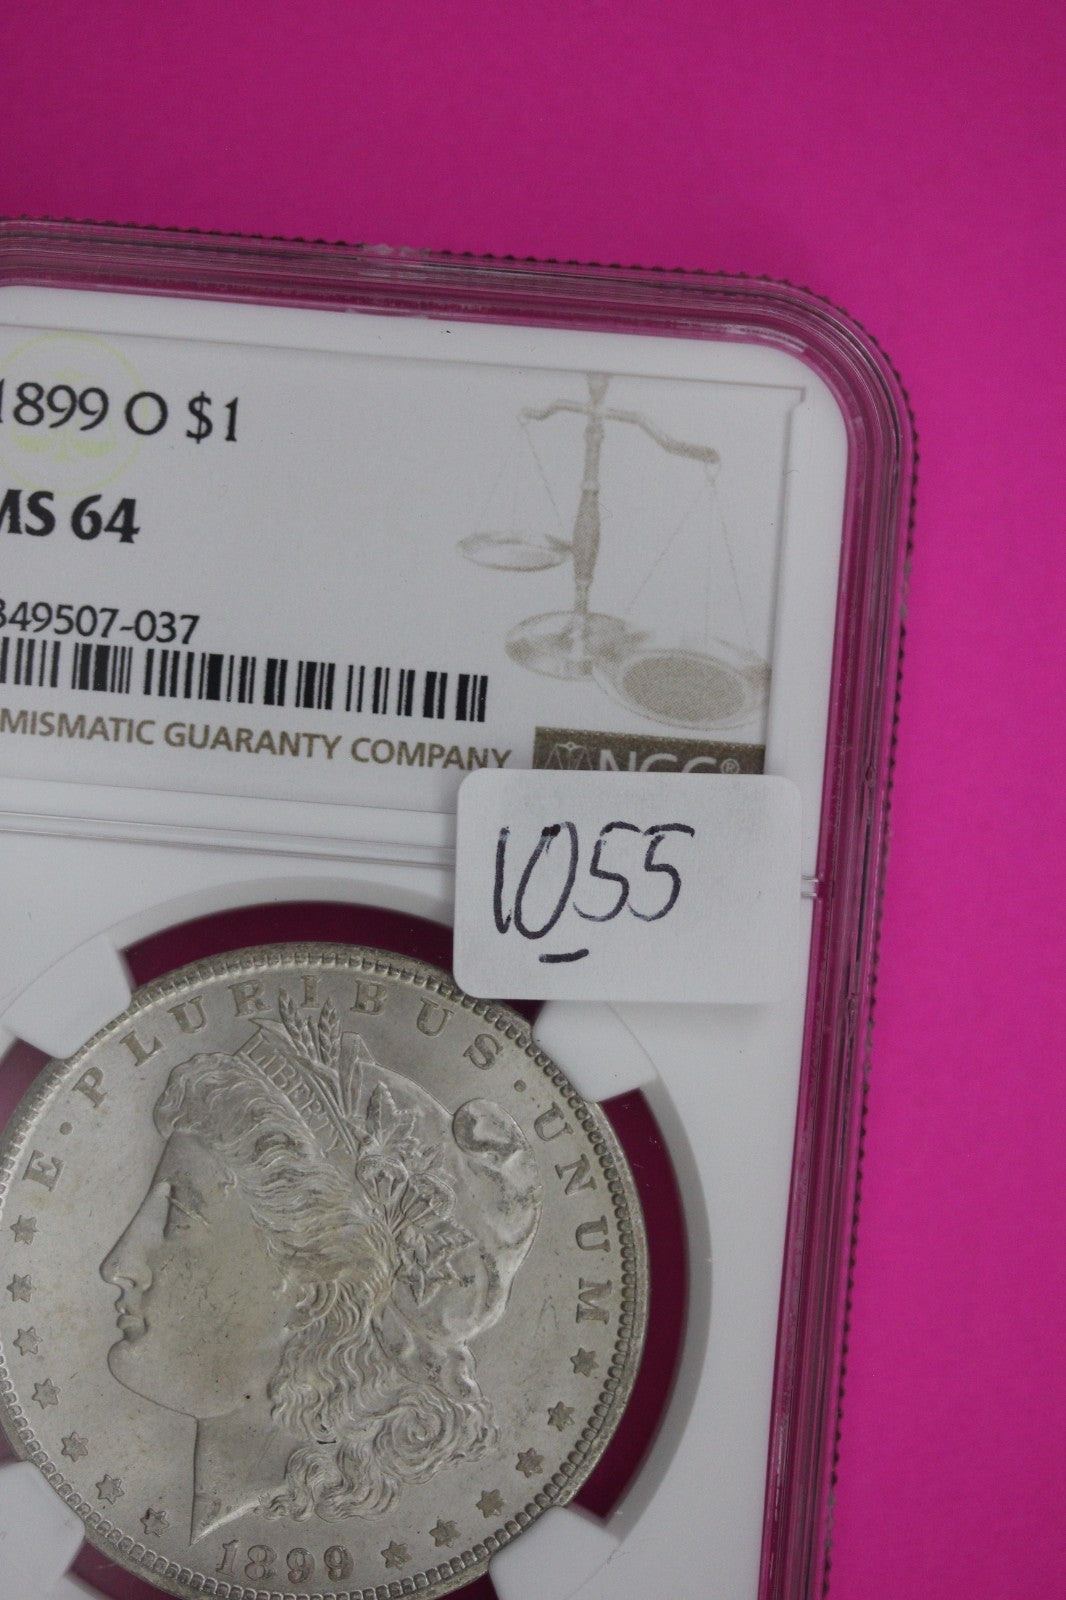 1899 O $1
MS 64
349507-037
MISMATIC GUARANTY COMPANY
NGC®
1055
E·PLURIBUS·UNUM
LIBERTY
1899